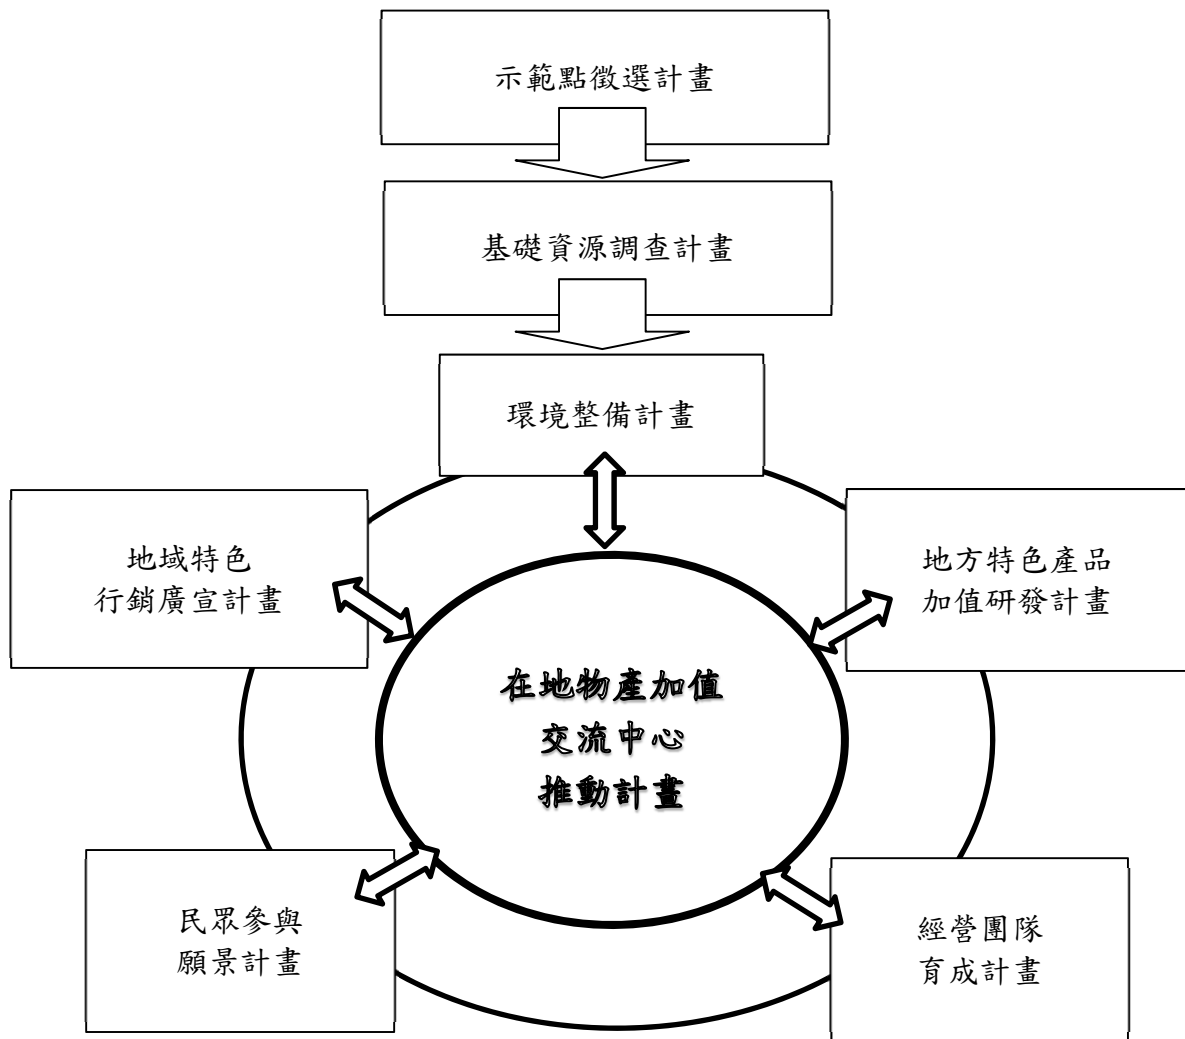 示範點徵選計畫
基礎資源調查計畫
環境整備計畫
地域特色
行銷廣宣計畫
地方特色產品
加值研發計畫
在地物產加值
交流中心
推動計畫
民眾參與
願景計畫
經營團隊
育成計畫